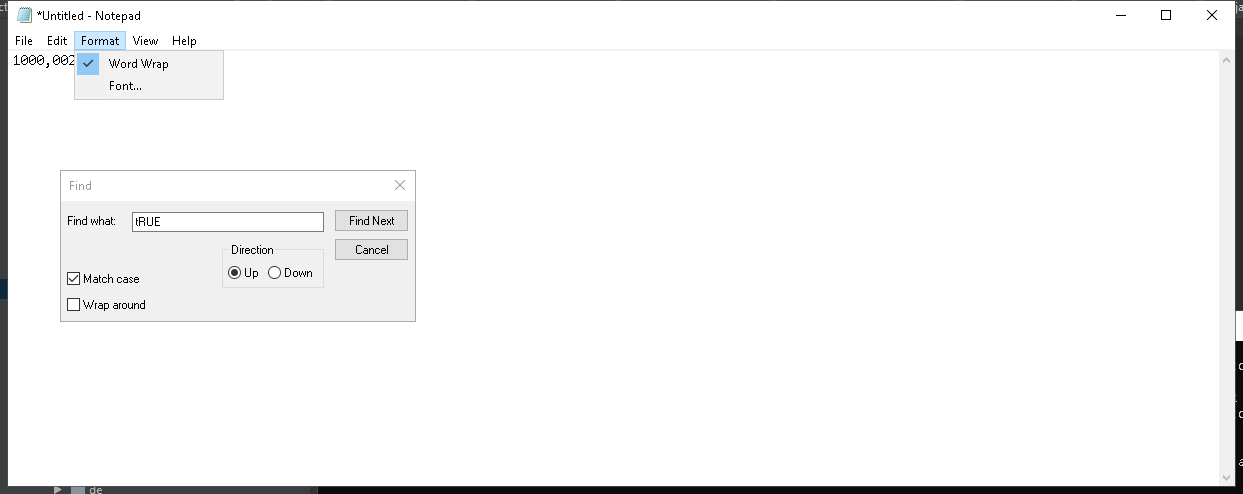 *Untitled - Notepad
File Edit Format View Help
1000,002
Word Wrap
Font...
Find
Find what: tRUE Find Next
Direction Cancel
Up Down
Match case
Wrap around
de